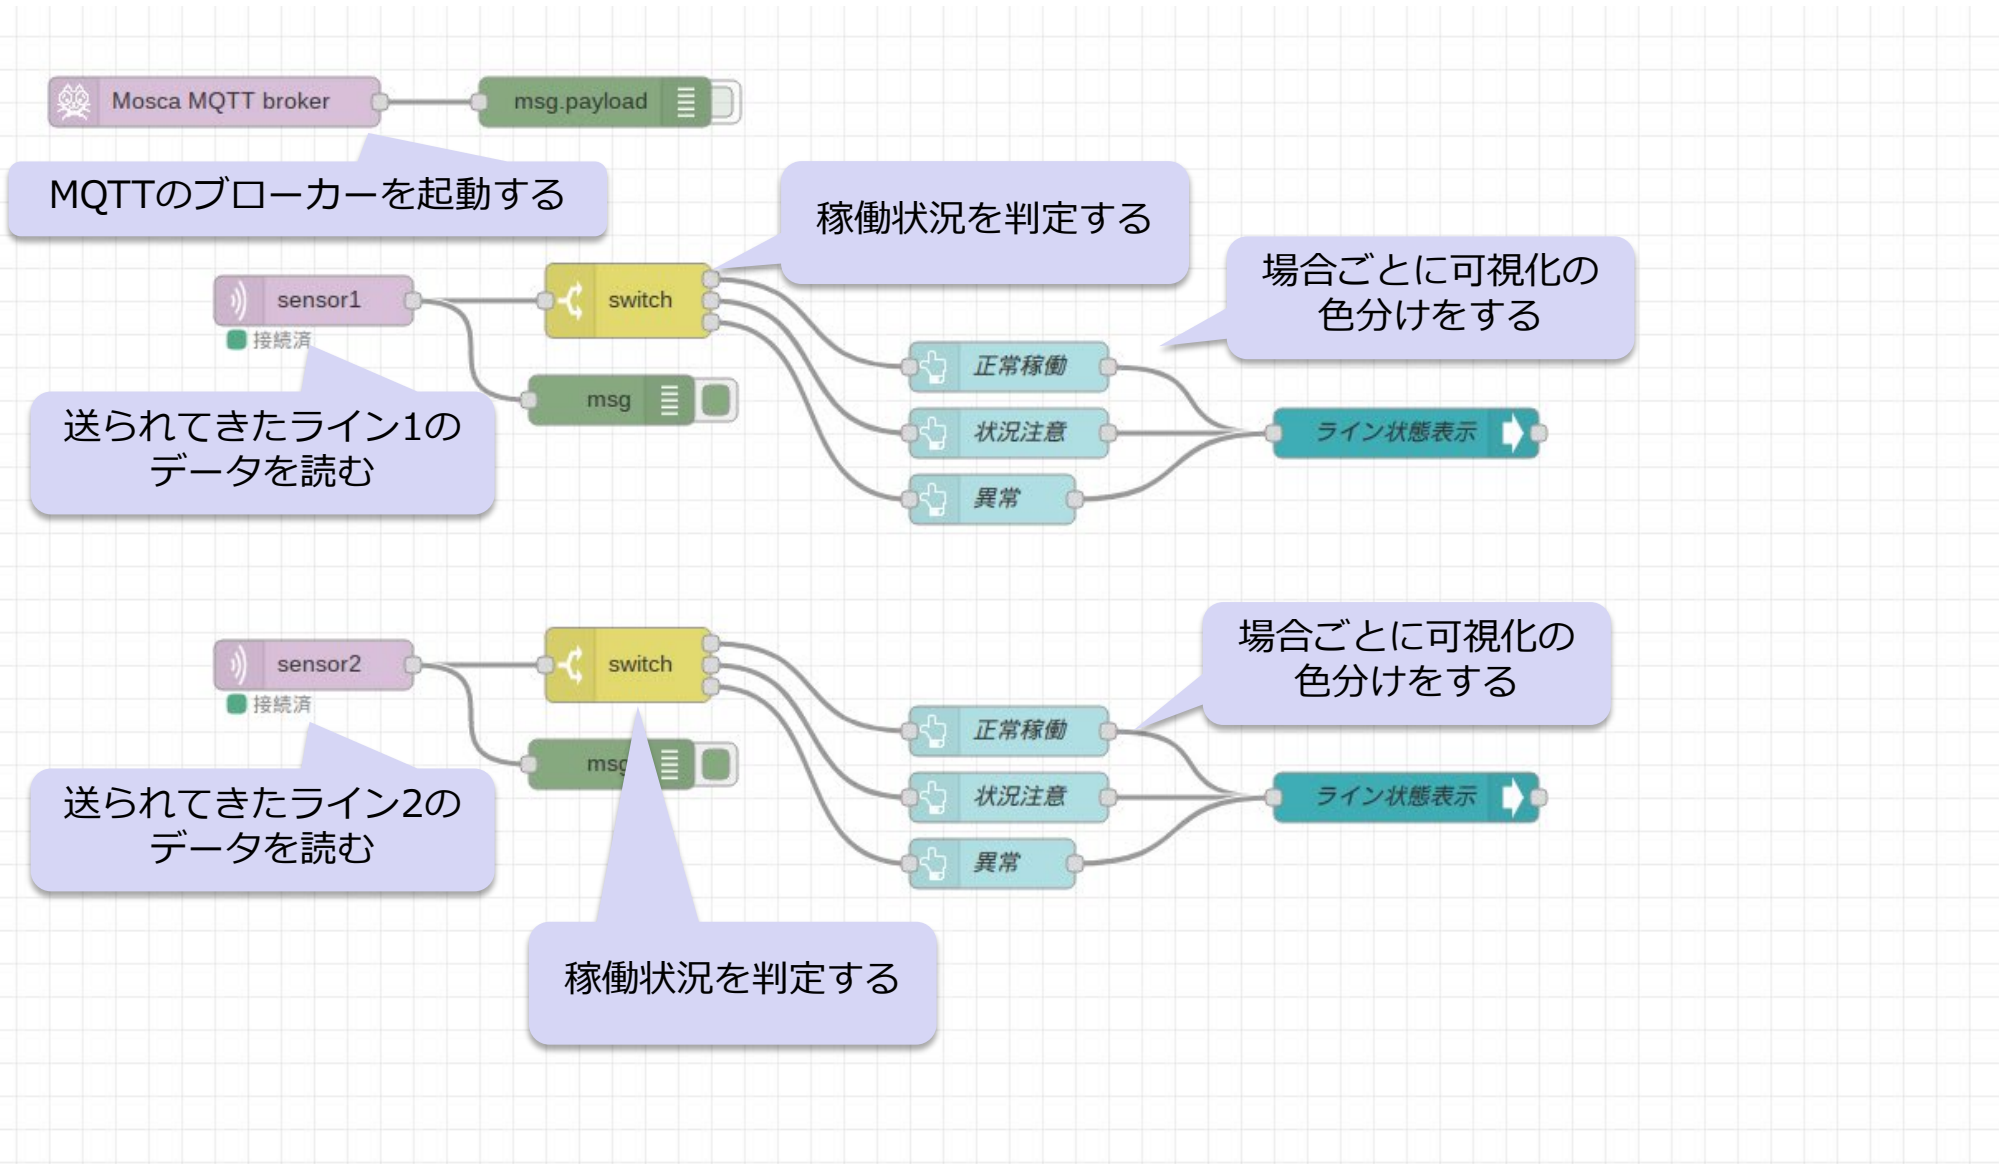 Mosca MQTT broker
msg.payload
MQTTのブローカーを起動する
稼働状況を判定する
場合ごとに可視化の
色分けをする
sensor1
接続済
switch
msg
送られてきたライン1の
データを読む
正常稼働
状況注意
異常
ライン状態表示
場合ごとに可視化の
色分けをする
sensor2
接続済
switch
msg
送られてきたライン2の
データを読む
正常稼働
状況注意
異常
ライン状態表示
稼働状況を判定する